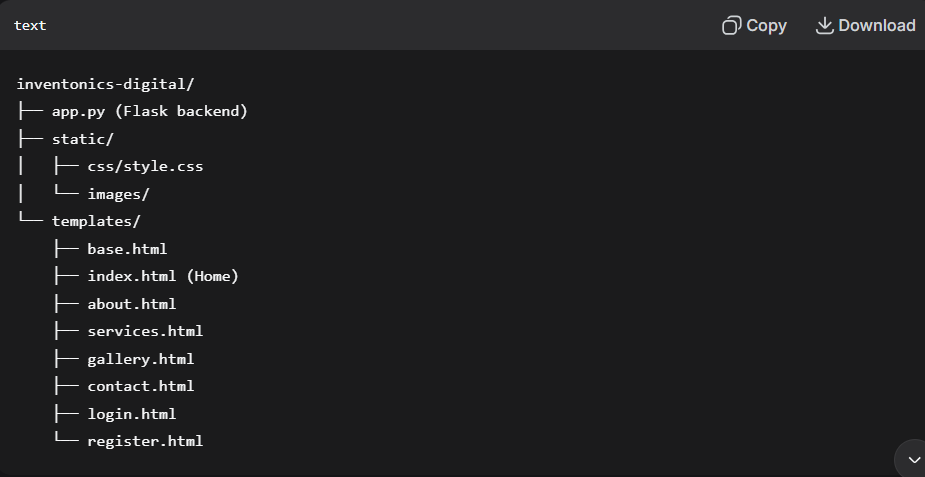 text
Copy
Download
inventonics-digital/
├── app.py (Flask backend)
├── static/
│   ├── css/style.css
│   └── images/
└── templates/
    ├── base.html
    ├── index.html (Home)
    ├── about.html
    ├── services.html
    ├── gallery.html
    ├── contact.html
    ├── login.html
    └── register.html